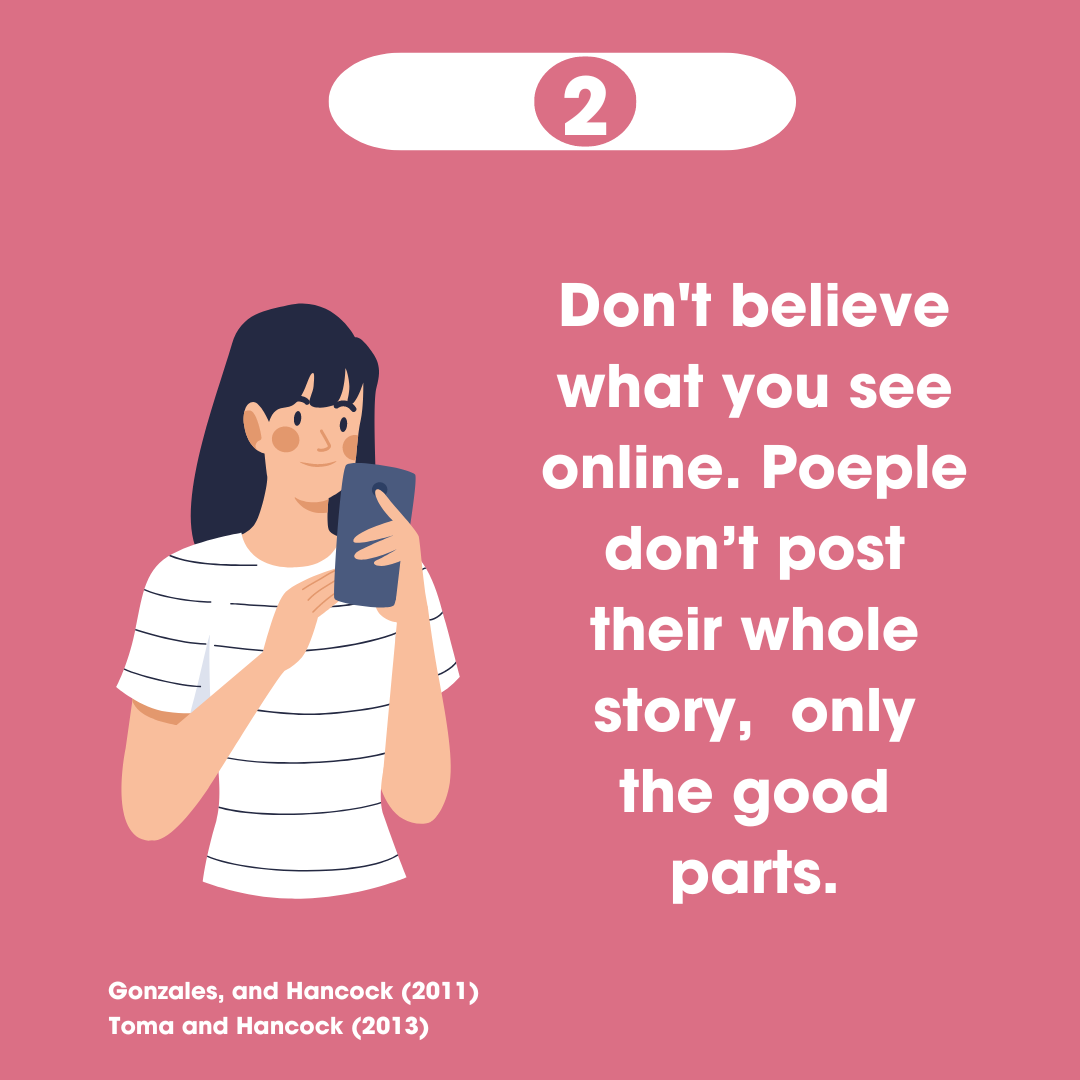 2
Don't believe
what you see
online. Poeple
don’t post
their whole
story,  only
the good
parts.
Gonzales, and Hancock (2011)
Toma and Hancock (2013)